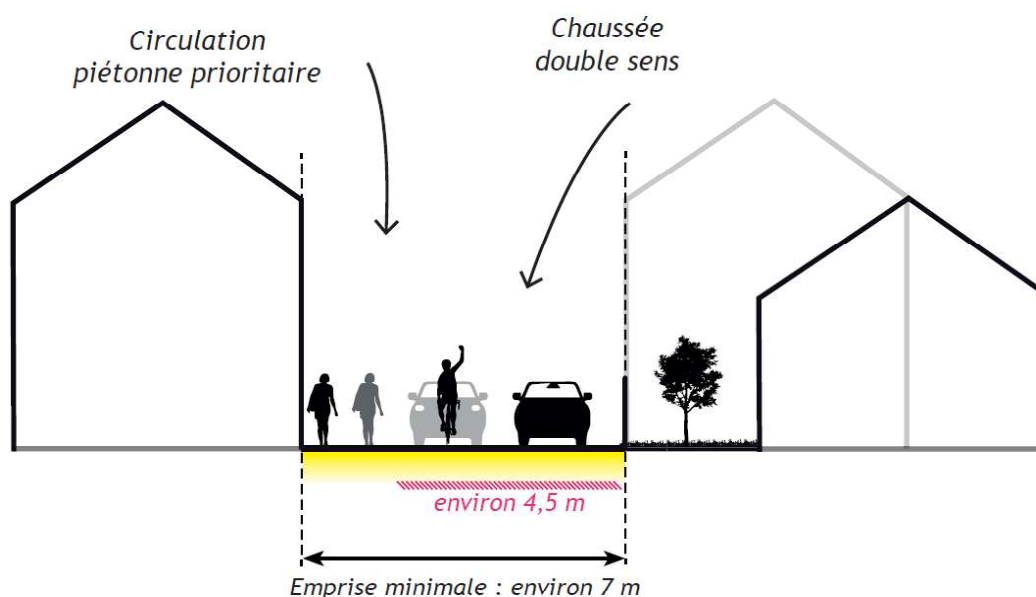 Circulation
piétonne prioritaire
Chaussée
double sens
environ 4,5 m
Emprise minimale : environ 7 m